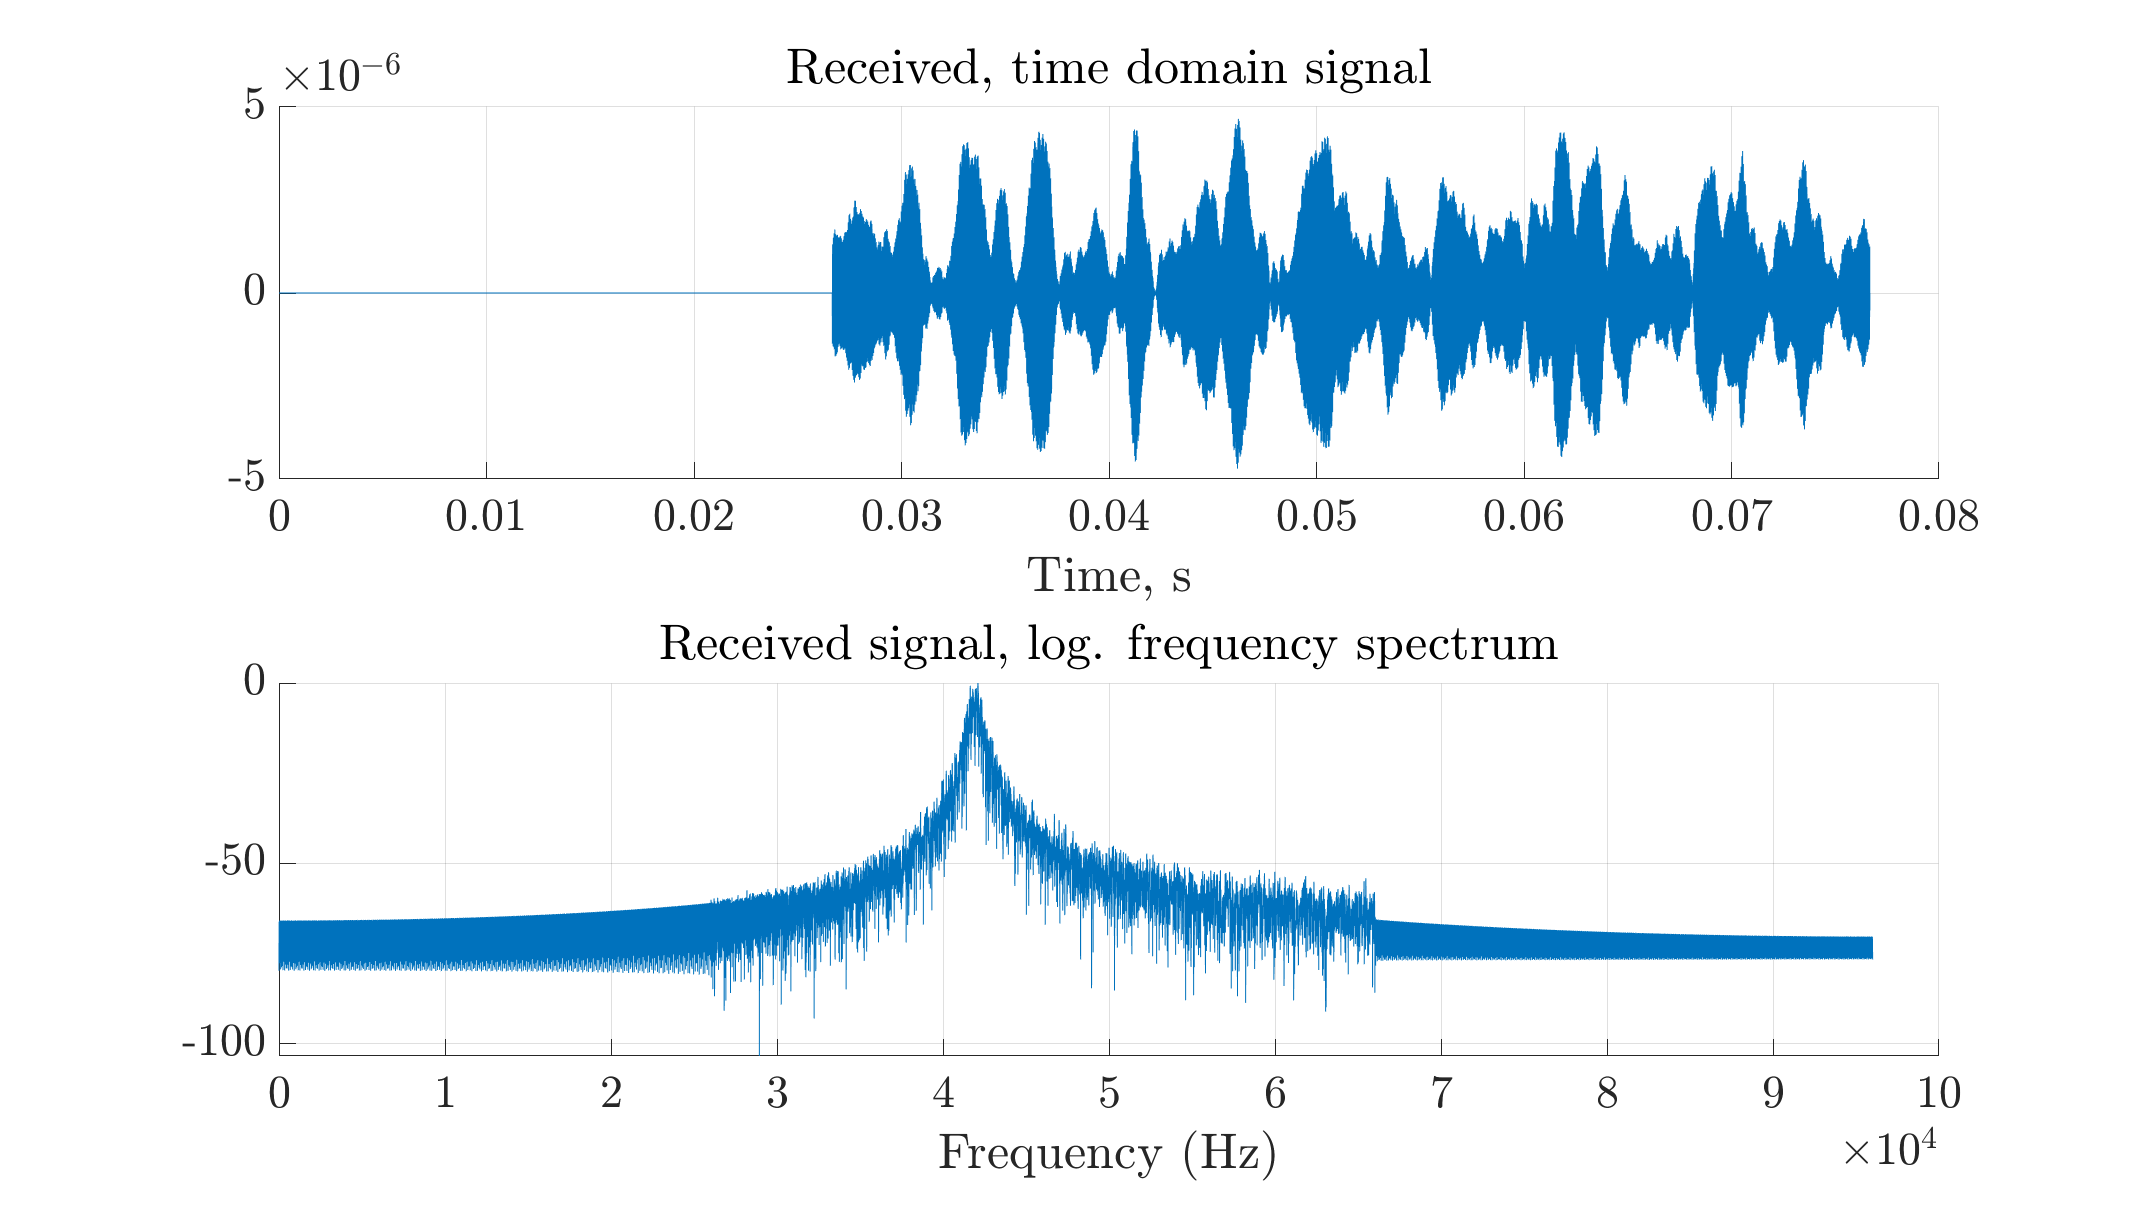 Received, time domain signal
×10⁻⁶
5
0
-5
0 0.01 0.02 0.03 0.04 0.05 0.06 0.07 0.08
Time, s
Received signal, log. frequency spectrum
0
-50
-100
0 1 2 3 4 5 6 7 8 9 10
Frequency (Hz)
×10⁴